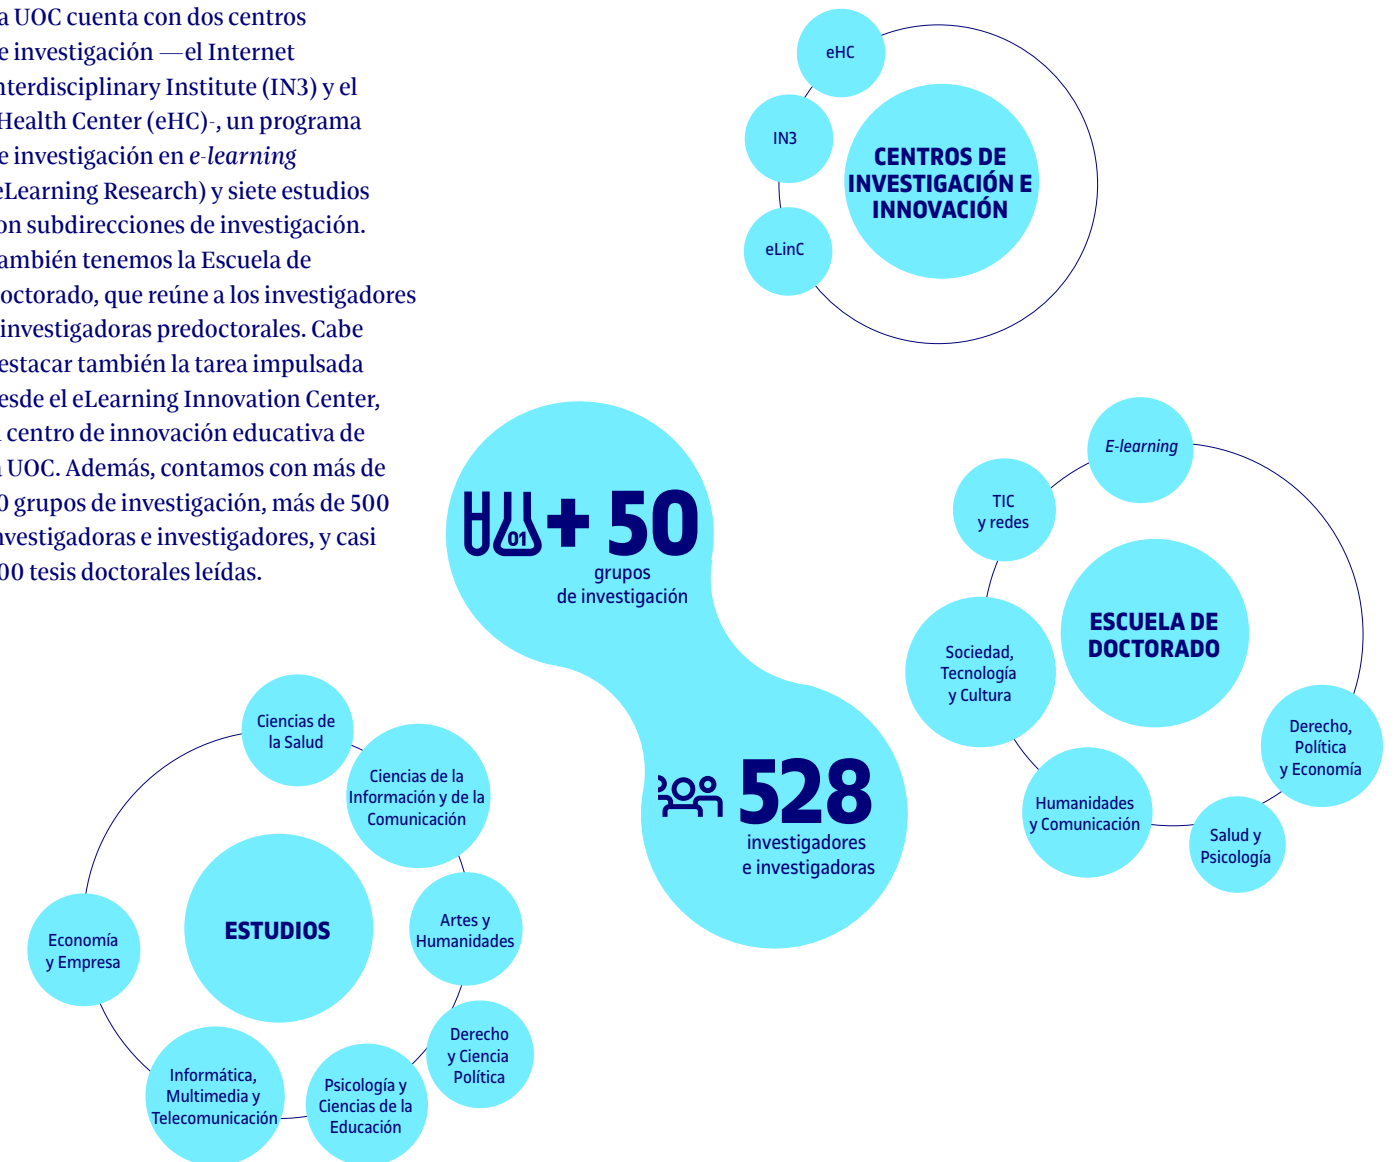 a UOC cuenta con dos centros
e investigación —el Internet
nterdisciplinary Institute (IN3) y el
Health Center (eHC)-, un programa
e investigación en e-learning
eLearning Research) y siete estudios
on subdirecciones de investigación.
ambién tenemos la Escuela de
octorado, que reúne a los investigadores
investigadoras predoctorales. Cabe
estacar también la tarea impulsada
esde el eLearning Innovation Center,
l centro de innovación educativa de
a UOC. Además, contamos con más de
0 grupos de investigación, más de 500
nvestigadoras e investigadores, y casi
00 tesis doctorales leídas.
eHC
IN3
eLinC
CENTROS DE
INVESTIGACIÓN E
INNOVACIÓN
01
+ 50
grupos
de investigación
528
investigadores
e investigadoras
E-learning
TIC
y redes
Sociedad,
Tecnología
y Cultura
ESCUELA DE
DOCTORADO
Derecho,
Política
y Economía
Humanidades
y Comunicación
Salud y
Psicología
Ciencias de
la Salud
Ciencias de la
Información y de la
Comunicación
ESTUDIOS
Artes y
Humanidades
Economía
y Empresa
Derecho
y Ciencia
Política
Informática,
Multimedia y
Telecomunicación
Psicología y
Ciencias de la
Educación